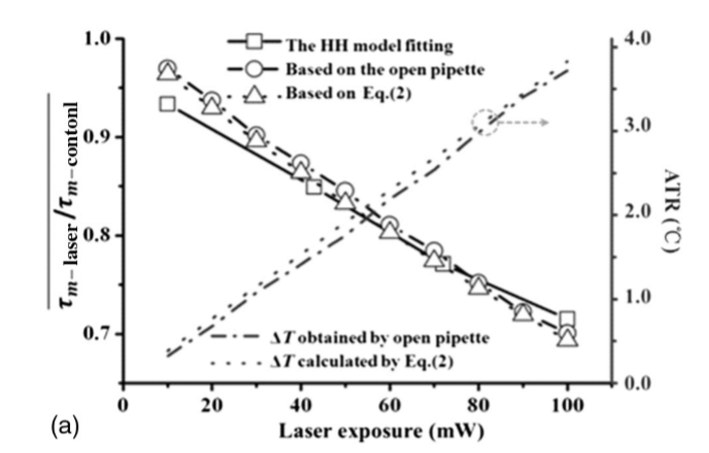 1.0
0.9
0.8
0.7
τm-laser/τm-contonl
The HH model fitting
Based on the open pipette
Based on Eq.(2)
ΔT obtained by open pipette
ΔT calculated by Eq.(2)
4.0
3.0
2.0
1.0
0.0
ATR (℃)
0 20 40 60 80 100
Laser exposure (mW)
(a)